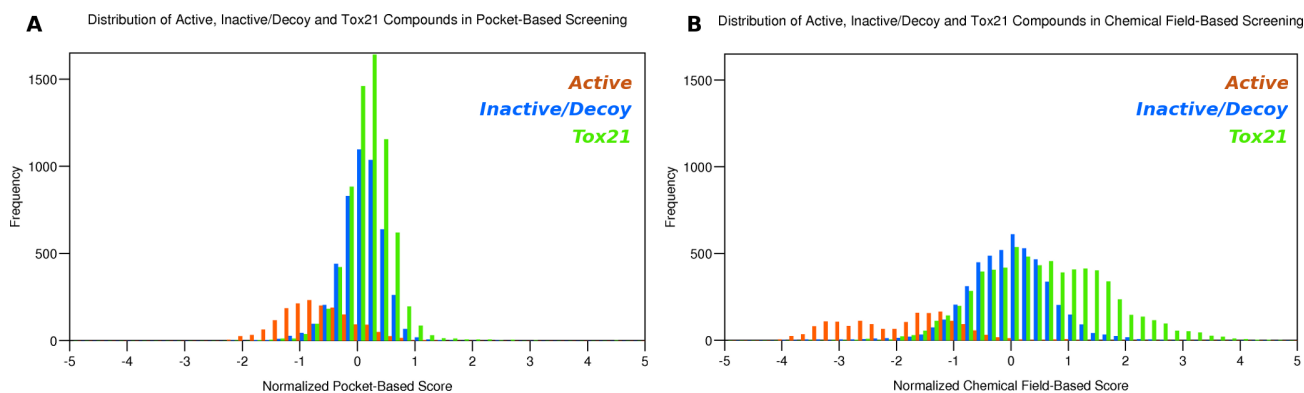 A
Distribution of Active, Inactive/Decoy and Tox21 Compounds in Pocket-Based Screening
Active
Inactive/Decoy
Tox21
1500
1000
500
0
Frequency
-5 -4 -3 -2 -1 0 1 2 3 4 5
Normalized Pocket-Based Score
B
Distribution of Active, Inactive/Decoy and Tox21 Compounds in Chemical Field-Based Screening
Active
Inactive/Decoy
Tox21
1500
1000
500
0
Frequency
-5 -4 -3 -2 -1 0 1 2 3 4 5
Normalized Chemical Field-Based Score